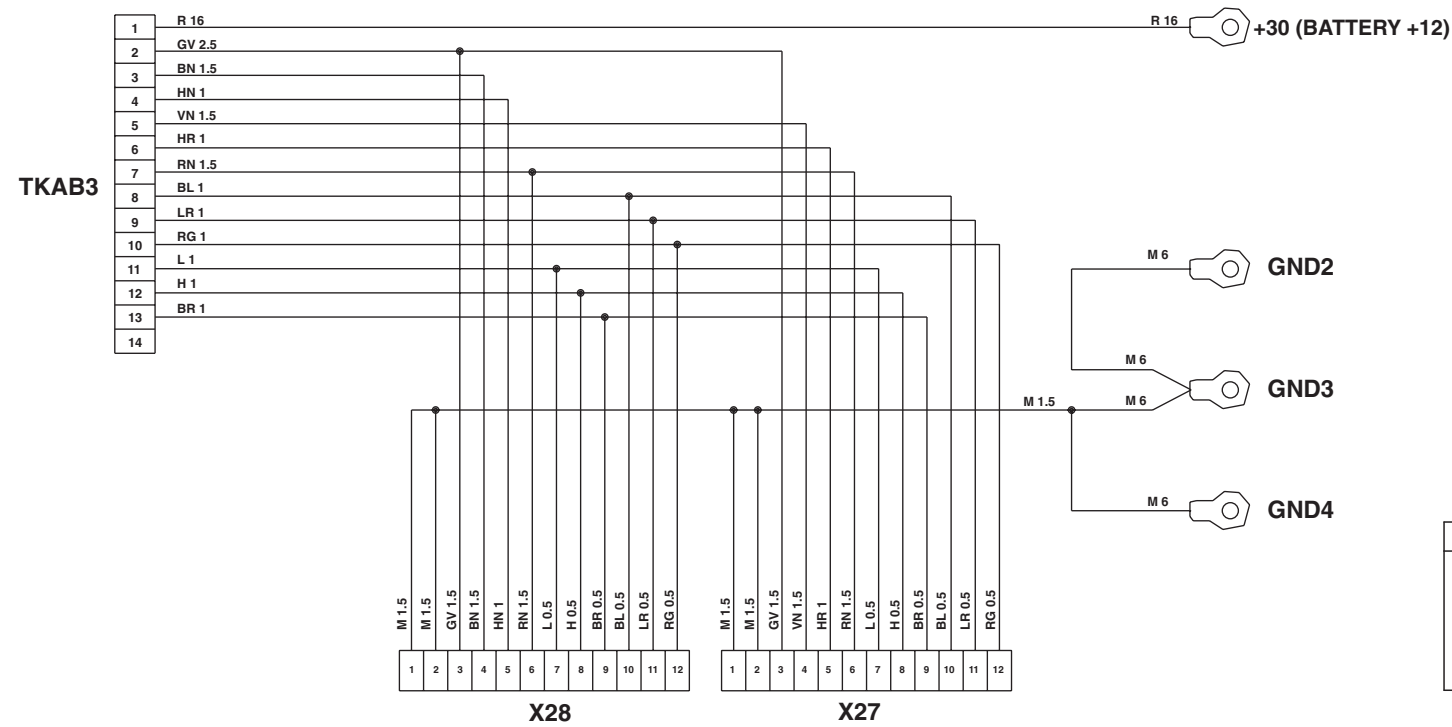 R 16
R 16
+30 (BATTERY +12)
1
GV 2.5
2
BN 1.5
3
HN 1
4
VN 1.5
5
HR 1
6
RN 1.5
7
TKAB3
BL 1
8
LR 1
9
RG 1
10
L 1
11
H 1
12
BR 1
13
14
M 6
GND2
M 6
GND3
M 1.5
M 6
M 6
GND4
M 1.5
M 1.5
GV 1.5
BN 1.5
HN 1
RN 1.5
L 0.5
H 0.5
BR 0.5
BL 0.5
LR 0.5
RG 0.5
M 1.5
M 1.5
GV 1.5
VN 1.5
HR 1
RN 1.5
L 0.5
H 0.5
BR 0.5
BL 0.5
LR 0.5
RG 0.5
1 2 3 4 5 6 7 8 9 10 11 12
1 2 3 4 5 6 7 8 9 10 11 12
X28
X27